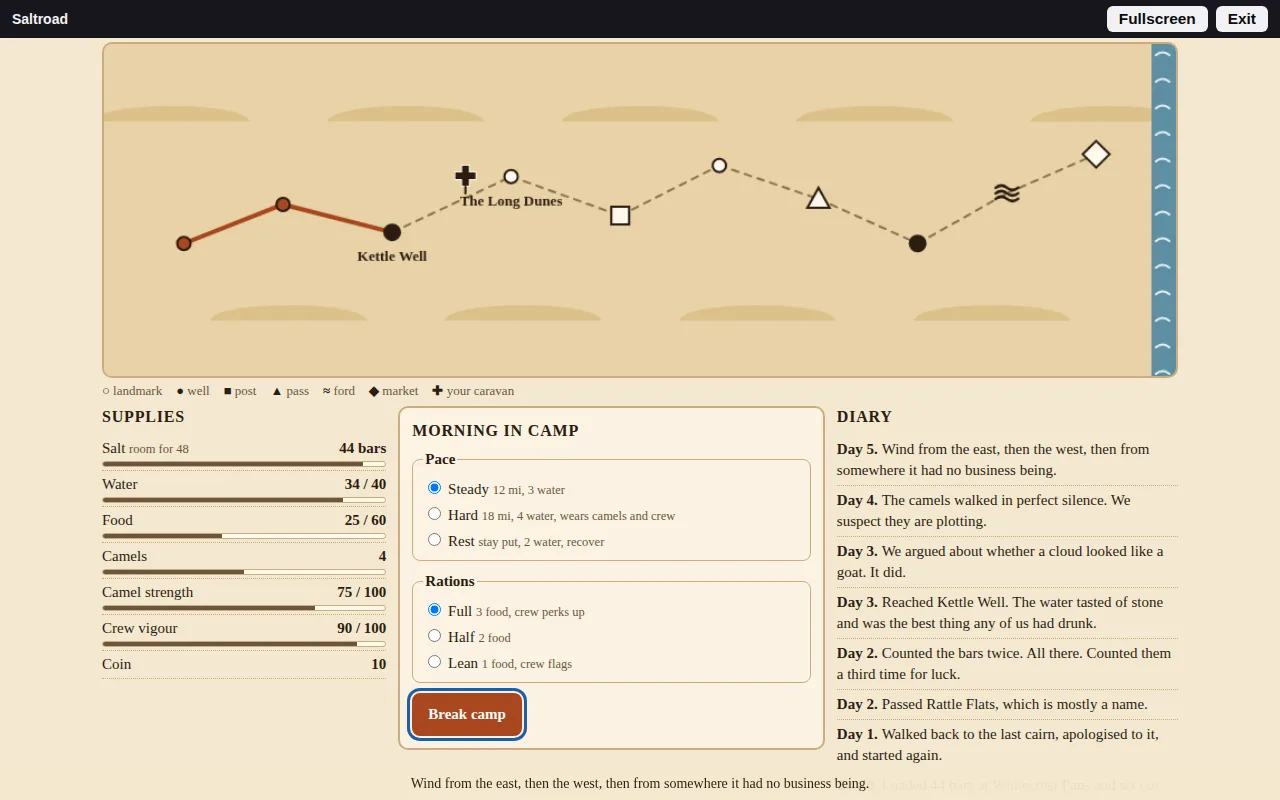 Saltroad
Fullscreen
Exit
The Long Dunes
Kettle Well
○ landmark ● well ■ post ▲ pass ≈ ford ◆ market ✚ your caravan
SUPPLIES
Salt room for 48 44 bars
Water 34 / 40
Food 25 / 60
Camels 4
Camel strength 75 / 100
Crew vigour 90 / 100
Coin 10
MORNING IN CAMP
Pace
Steady 12 mi, 3 water
Hard 18 mi, 4 water, wears camels and crew
Rest stay put, 2 water, recover
Rations
Full 3 food, crew perks up
Half 2 food
Lean 1 food, crew flags
Break camp
DIARY
Day 5. Wind from the east, then the west, then from
somewhere it had no business being.
Day 4. The camels walked in perfect silence. We
suspect they are plotting.
Day 3. We argued about whether a cloud looked like a
goat. It did.
Day 3. Reached Kettle Well. The water tasted of stone
and was the best thing any of us had drunk.
Day 2. Counted the bars twice. All there. Counted them
a third time for luck.
Day 2. Passed Rattle Flats, which is mostly a name.
Day 1. Walked back to the last cairn, apologised to it,
and started again.
Wind from the east, then the west, then from somewhere it had no business being.